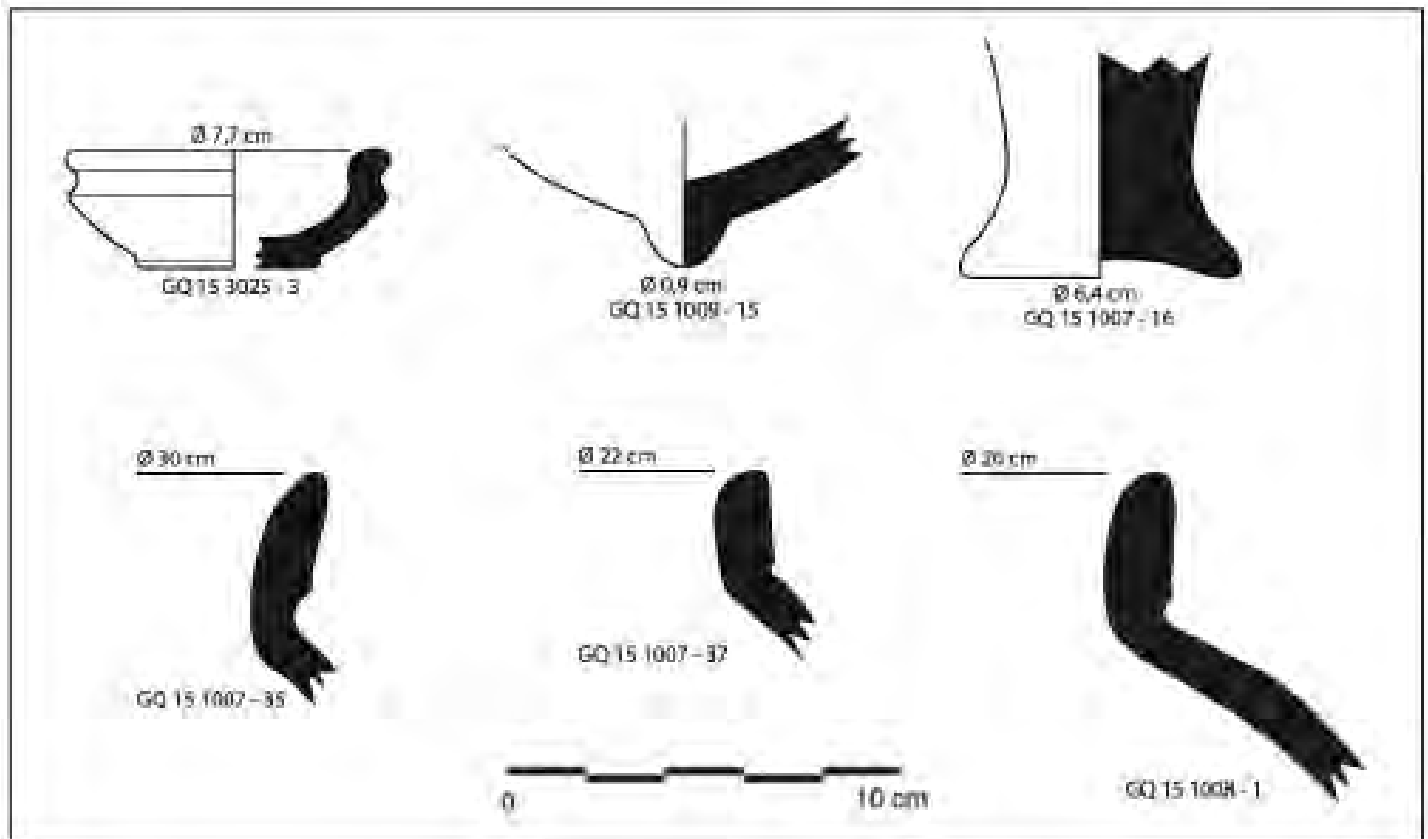 Ø 7,7 cm
GQ 15 3025 - 3
Ø 0,9 cm
GQ 15 1009 - 15
Ø 6,4 cm
GQ 15 1007 - 16
Ø 30 cm
GQ 15 1007 - 35
Ø 22 cm
GQ 15 1007 - 37
Ø 26 cm
GQ 15 1008 - 1
0 10 cm